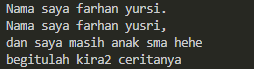 Nama saya farhan yursi.
Nama saya farhan yusri,
dan saya masih anak sma hehe
begitulah kira2 ceritanya